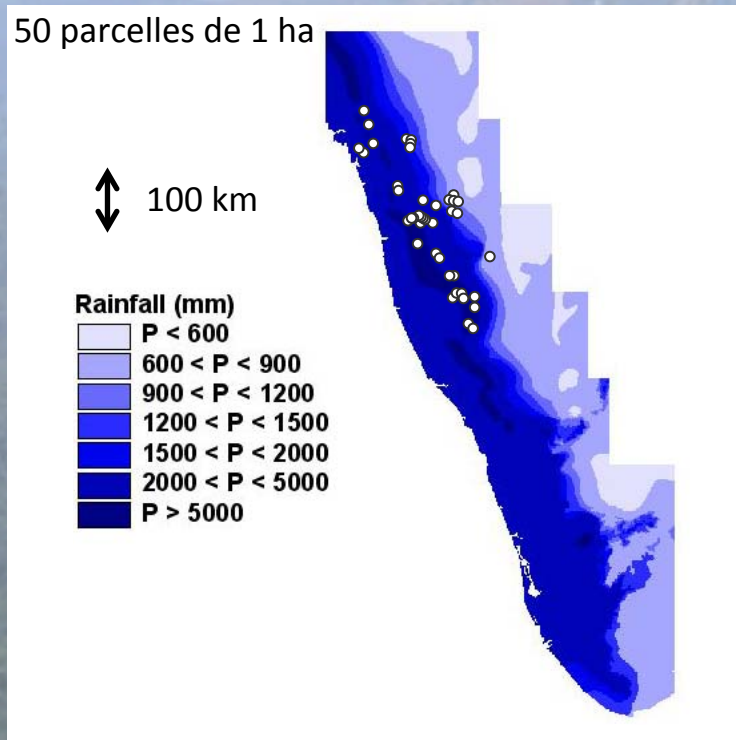 50 parcelles de 1 ha
100 km
Rainfall (mm)
P < 600
600 < P < 900
900 < P < 1200
1200 < P < 1500
1500 < P < 2000
2000 < P < 5000
P > 5000